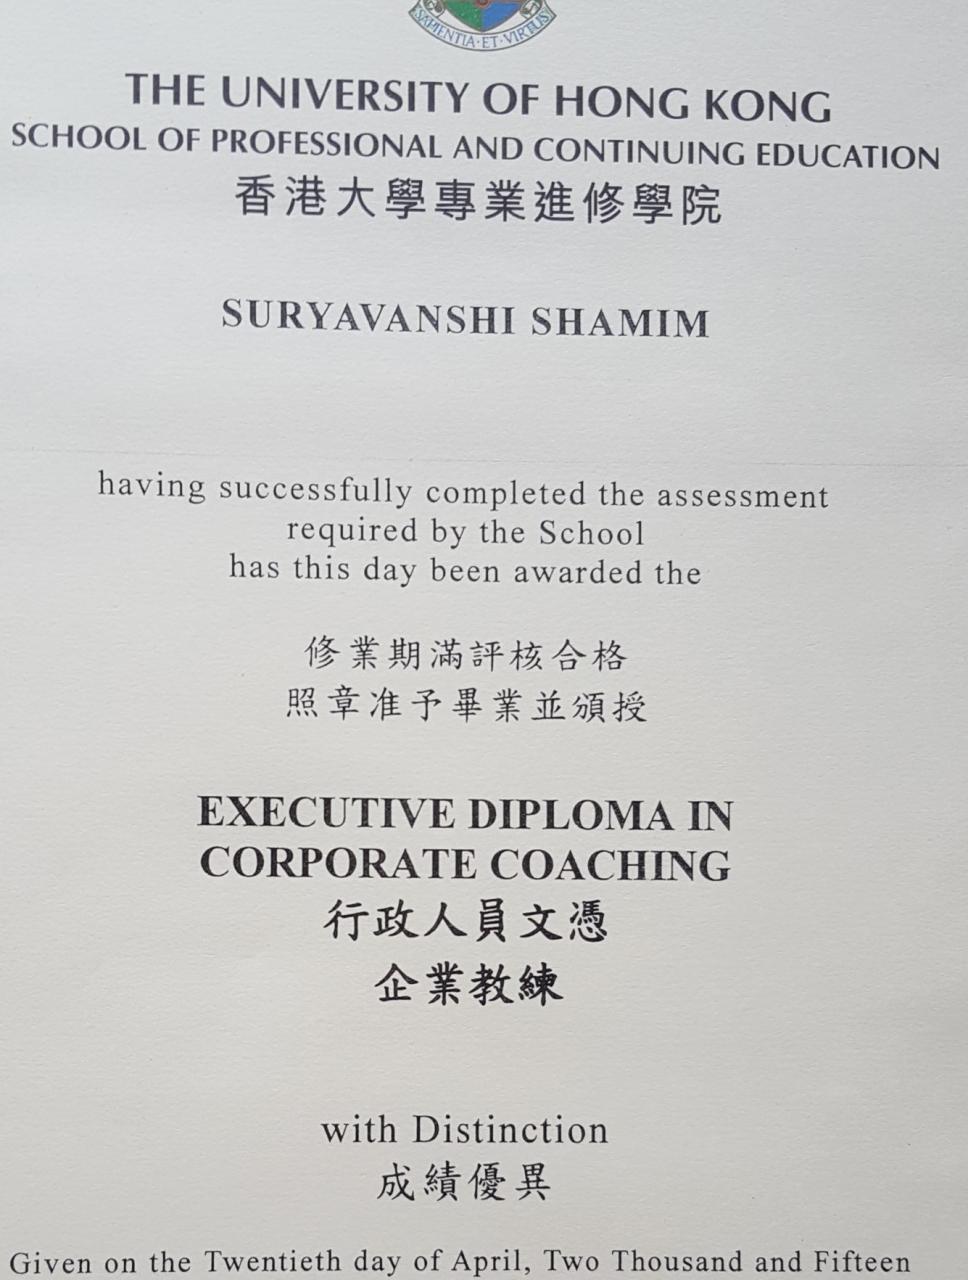 SAPIENTIA·ET·VIRTUS
THE UNIVERSITY OF HONG KONG
SCHOOL OF PROFESSIONAL AND CONTINUING EDUCATION
香港大學專業進修學院
SURYAVANSHI SHAMIM
having successfully completed the assessment
required by the School
has this day been awarded the
修業期滿評核合格
照章准予畢業並頒授
EXECUTIVE DIPLOMA IN
CORPORATE COACHING
行政人員文憑
企業教練
with Distinction
成績優異
Given on the Twentieth day of April, Two Thousand and Fifteen